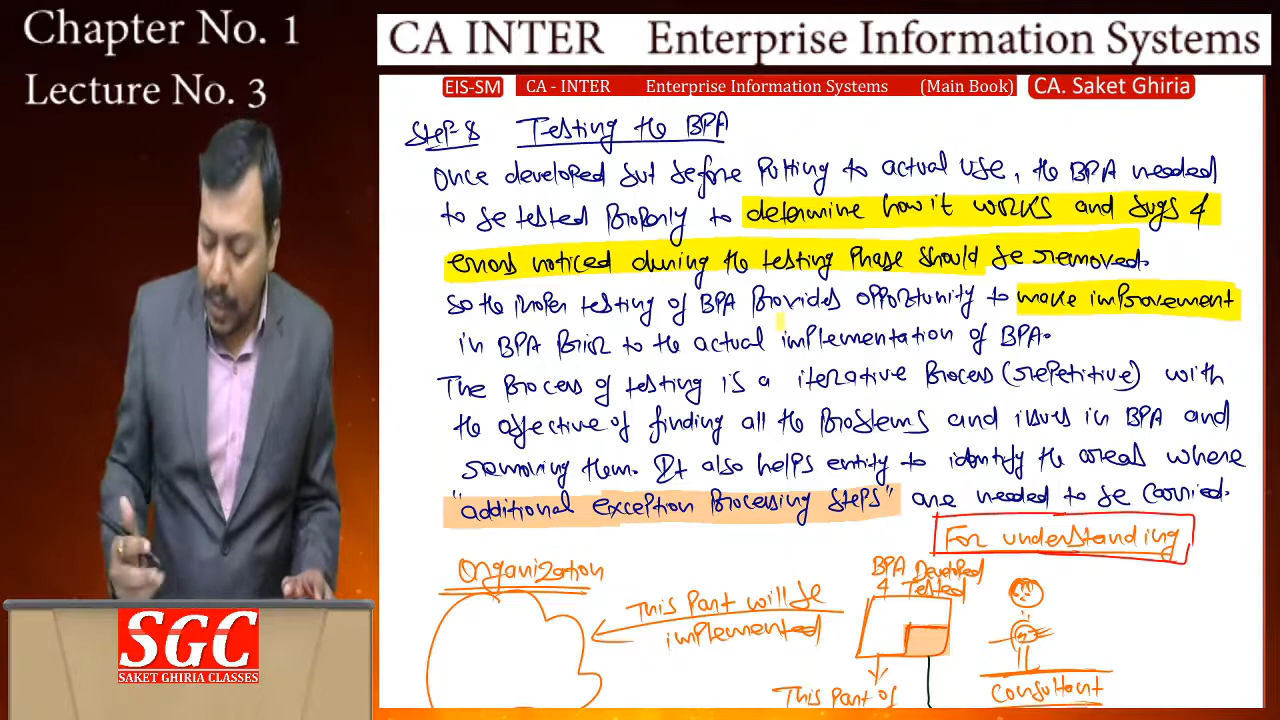 Chapter No. 1
Lecture No. 3
CA INTER Enterprise Information Systems
EIS-SM CA - INTER Enterprise Information Systems (Main Book) CA. Saket Ghiria
Step-8 Testing the BPA
Once developed but before putting to actual use, the BPA needed
to be tested properly to determine how it works and bugs &
errors noticed during the testing phase should be removed.
So the proper testing of BPA provides opportunity to make improvement
in BPA prior to the actual implementation of BPA.
The process of testing is a iterative process (repetitive) with
the objective of finding all the problems and issues in BPA and
removing them. It also helps entity to identify the areas where
"additional exception processing steps" are needed to be carried.
For understanding
Organization
This part will be
implemented
BPA Developed
& Tested
This part of
Consultant
SGC
SAKET GHIRIA CLASSES